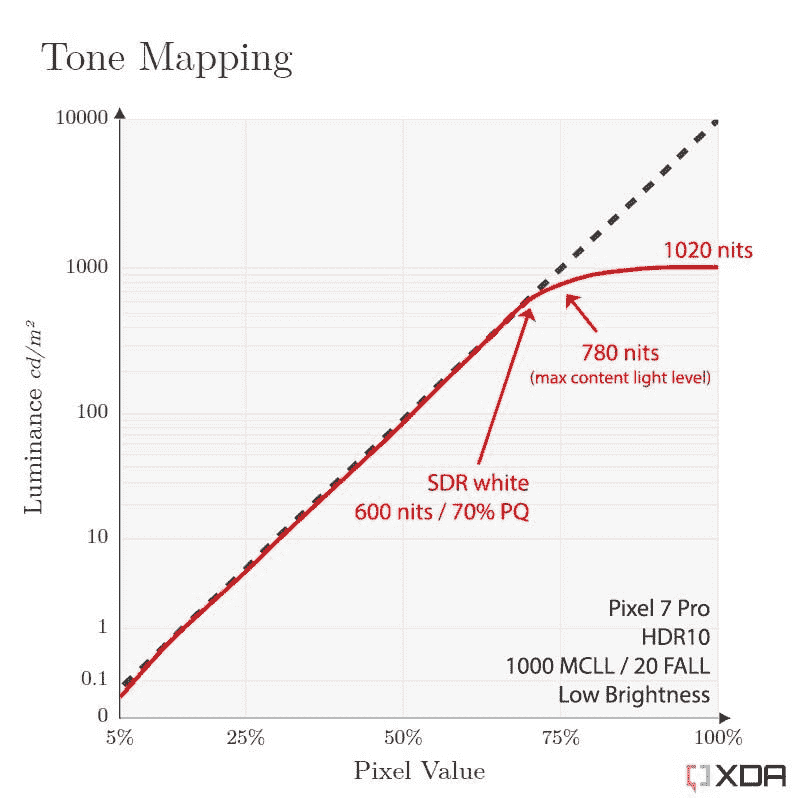 Tone Mapping
10000
1020 nits
1000
780 nits
(max content light level)
Luminance cd/m²
100
SDR white
600 nits / 70% PQ
10
Pixel 7 Pro
1
HDR10
1000 MCLL / 20 FALL
0.1
Low Brightness
0
5%
25%
50%
75%
100%
Pixel Value
XDA